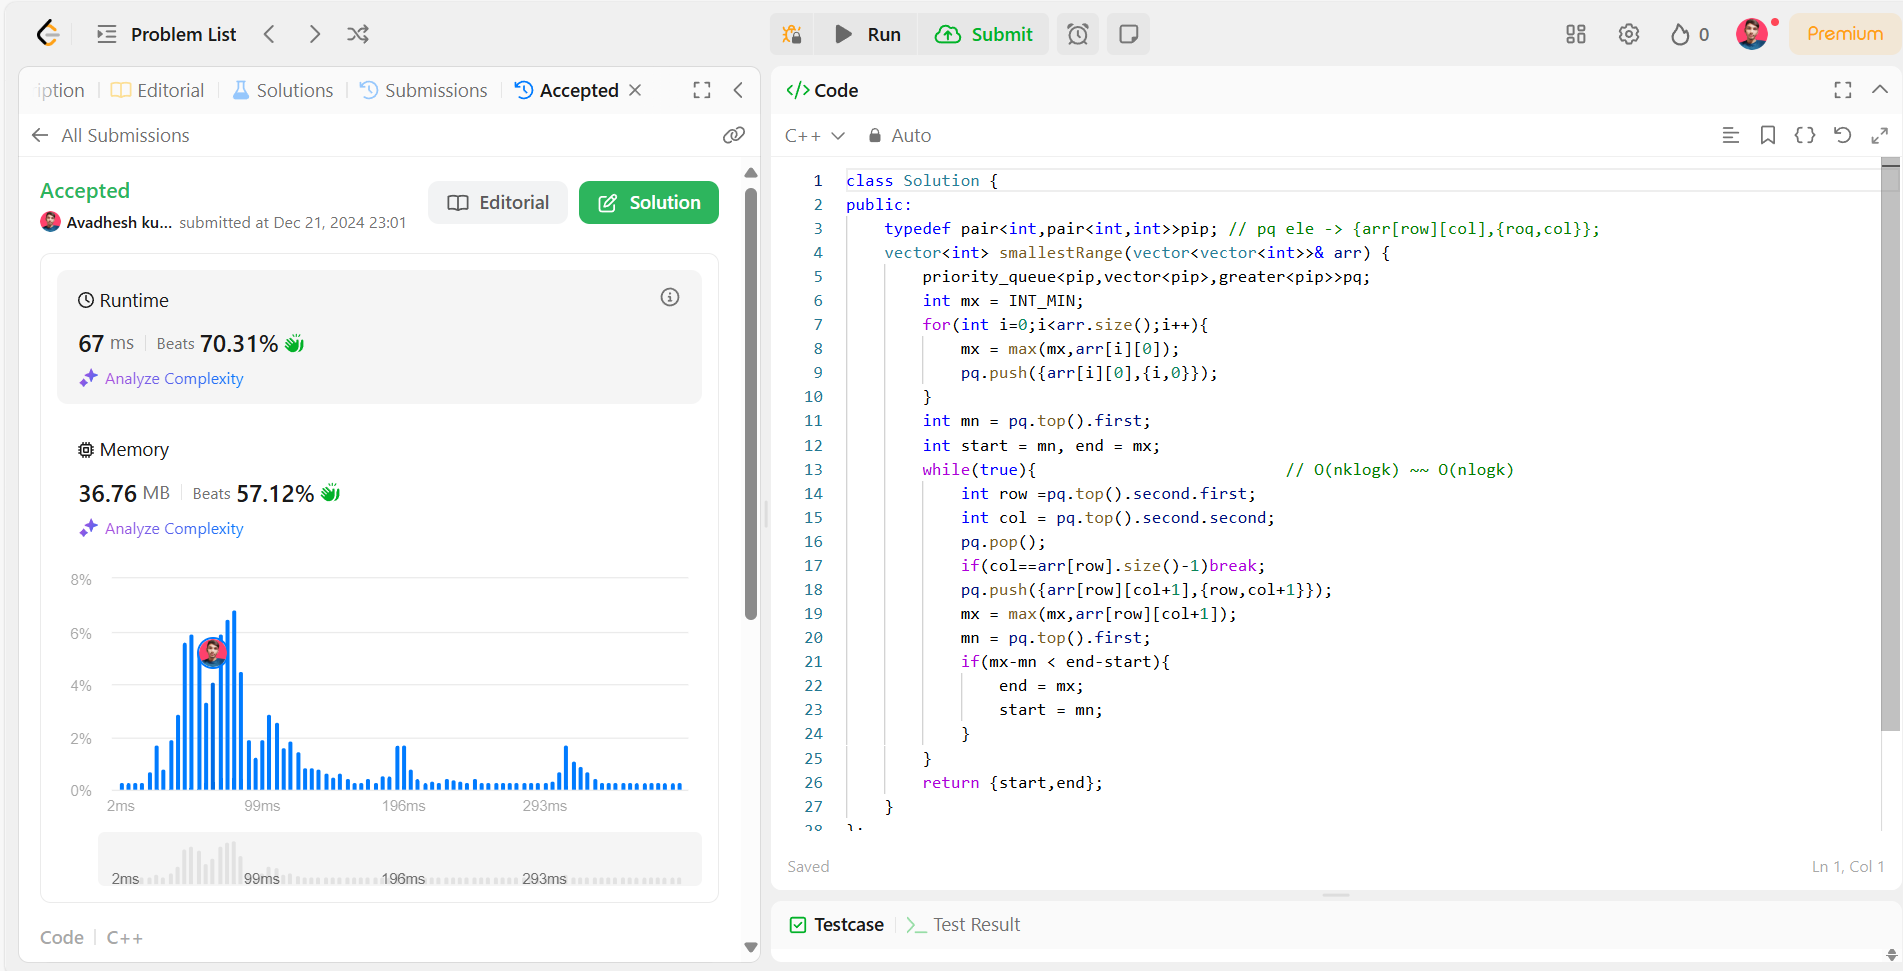 Problem List
Run
Submit
0
Premium
iption
Editorial
Solutions
Submissions
Accepted
All Submissions
Accepted
Avadhesh ku... submitted at Dec 21, 2024 23:01
Editorial
Solution
Runtime
67 ms Beats 70.31%
Analyze Complexity
Memory
36.76 MB Beats 57.12%
Analyze Complexity
8%
6%
4%
2%
0%
2ms 99ms 196ms 293ms
2ms 99ms 196ms 293ms
Code C++
</> Code
C++ Auto
1 class Solution {
2 public:
3 typedef pair<int,pair<int,int>>pip; // pq ele -> {arr[row][col],{roq,col}};
4 vector<int> smallestRange(vector<vector<int>>& arr) {
5 priority_queue<pip,vector<pip>,greater<pip>>pq;
6 int mx = INT_MIN;
7 for(int i=0;i<arr.size();i++){
8 mx = max(mx,arr[i][0]);
9 pq.push({arr[i][0],{i,0}});
10 }
11 int mn = pq.top().first;
12 int start = mn, end = mx;
13 while(true){ // O(nklogk) ~~ O(nlogk)
14 int row =pq.top().second.first;
15 int col = pq.top().second.second;
16 pq.pop();
17 if(col==arr[row].size()-1)break;
18 pq.push({arr[row][col+1],{row,col+1}});
19 mx = max(mx,arr[row][col+1]);
20 mn = pq.top().first;
21 if(mx-mn < end-start){
22 end = mx;
23 start = mn;
24 }
25 }
26 return {start,end};
27 }
28 };
Saved
Ln 1, Col 1
Testcase
Test Result